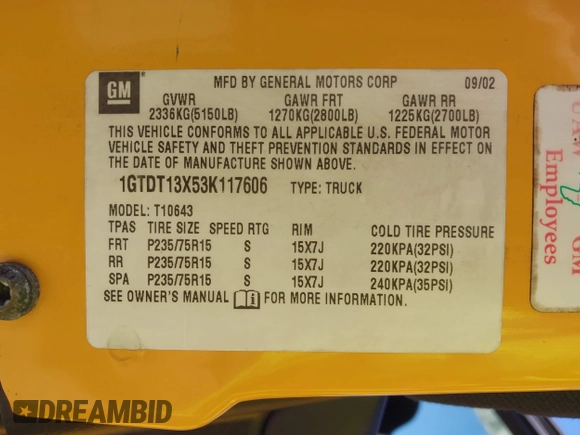 GM
MFD BY GENERAL MOTORS CORP 09/02
GVWR GAWR FRT GAWR RR
2336KG(5150LB) 1270KG(2800LB) 1225KG(2700LB)
THIS VEHICLE CONFORMS TO ALL APPLICABLE U.S. FEDERAL MOTOR
VEHICLE SAFETY AND THEFT PREVENTION STANDARDS IN EFFECT ON
THE DATE OF MANUFACTURE SHOWN ABOVE.
1GTDT13X53K117606 TYPE: TRUCK
MODEL: T10643
TPAS TIRE SIZE SPEED RTG RIM COLD TIRE PRESSURE
FRT P235/75R15 S 15X7J 220KPA(32PSI)
RR P235/75R15 S 15X7J 220KPA(32PSI)
SPA P235/75R15 S 15X7J 240KPA(35PSI)
SEE OWNER'S MANUAL FOR MORE INFORMATION.
UAW GM
Employees
DREAMBID